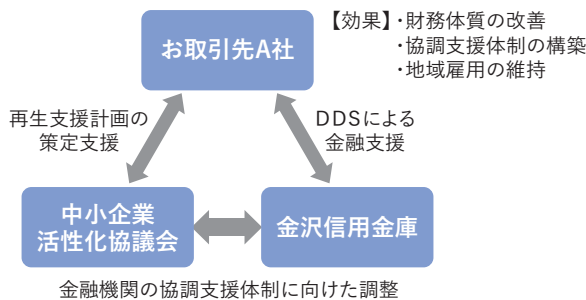 【効果】・財務体質の改善
・協調支援体制の構築
・地域雇用の維持
お取引先A社
再生支援計画の
策定支援
DDSによる
金融支援
中小企業
活性化協議会
金沢信用金庫
金融機関の協調支援体制に向けた調整